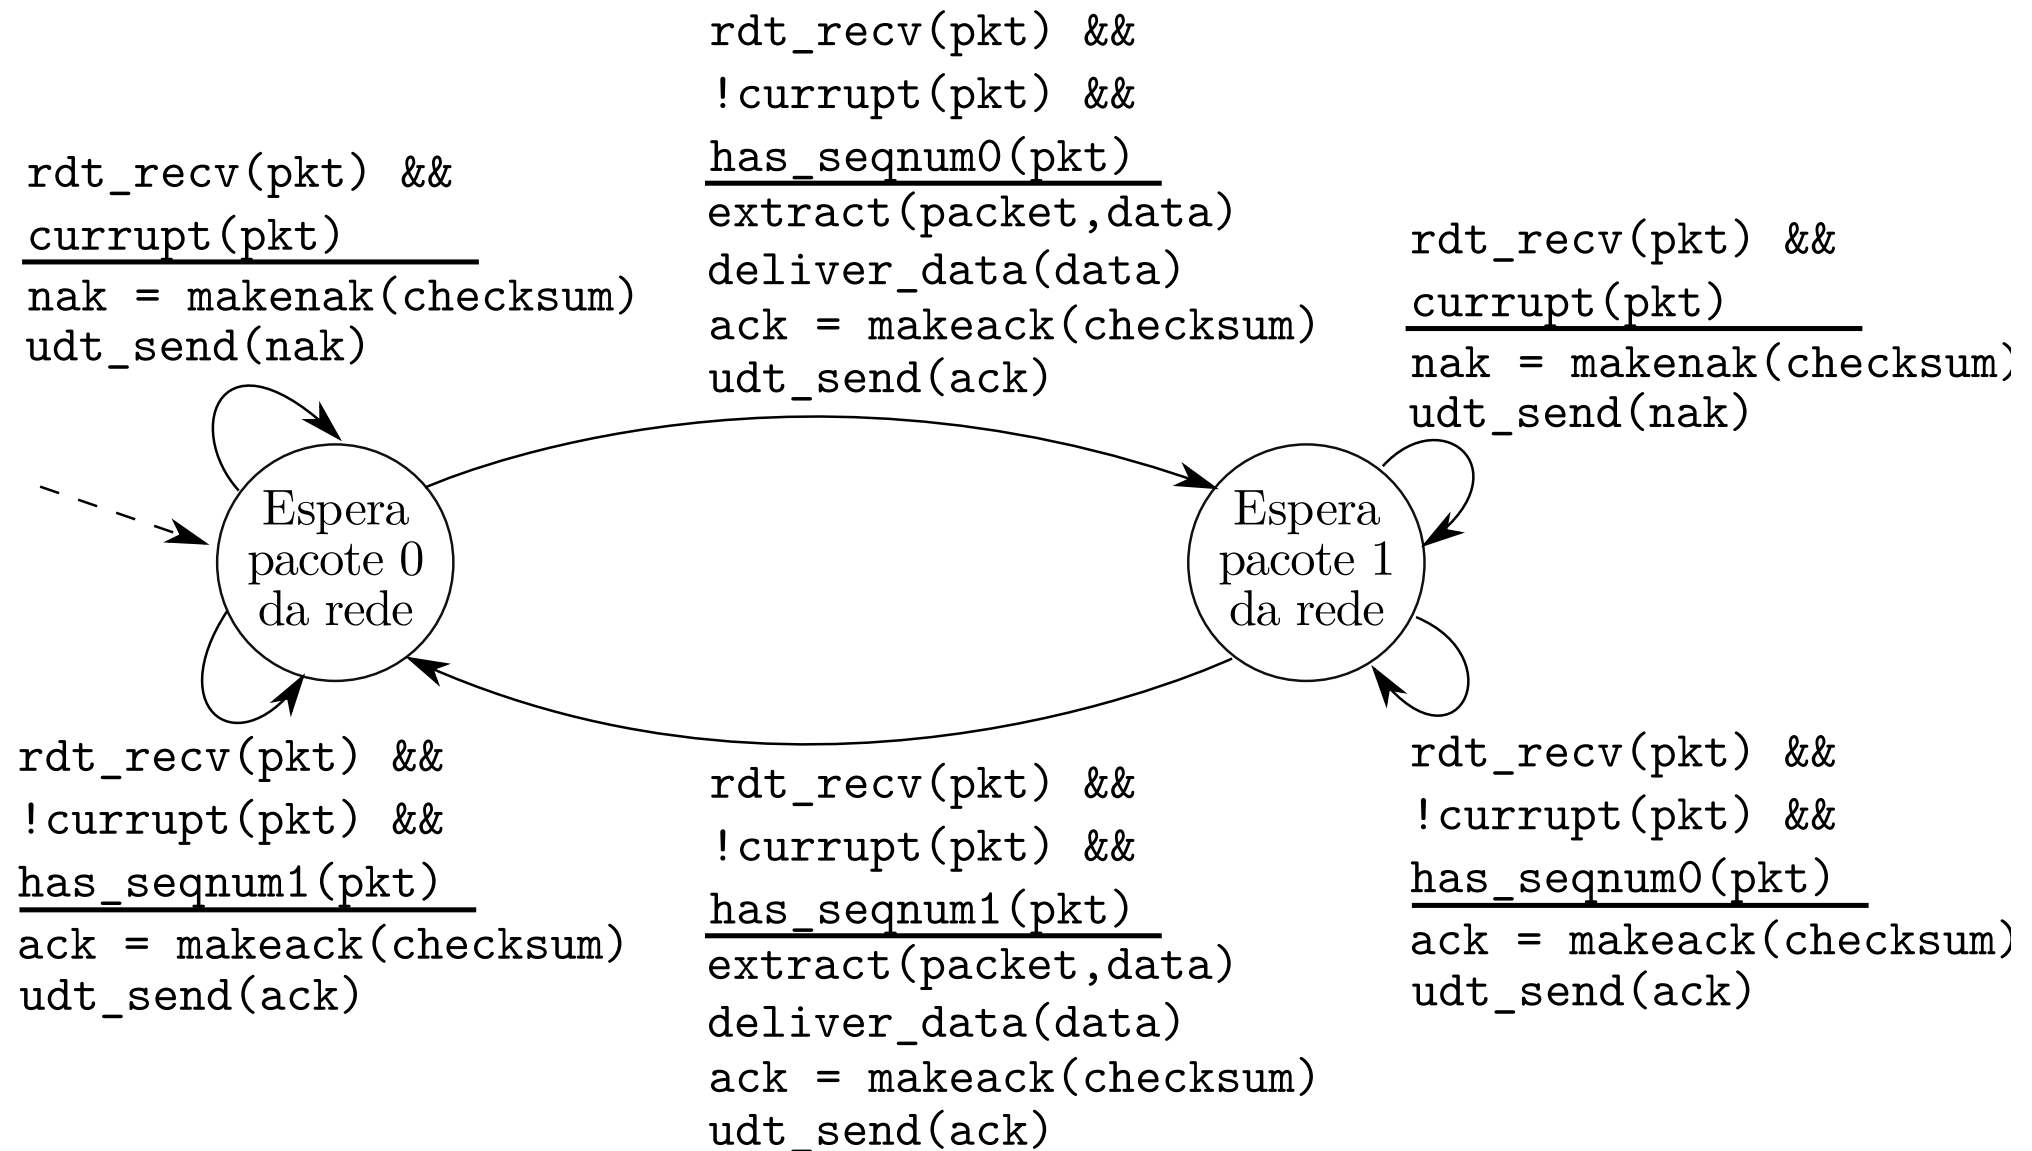 rdt_recv(pkt) &&
!currupt(pkt) &&
has_seqnum0(pkt)
extract(packet,data)
deliver_data(data)
ack = makeack(checksum)
udt_send(ack)
rdt_recv(pkt) &&
currupt(pkt)
nak = makenak(checksum)
udt_send(nak)
rdt_recv(pkt) &&
currupt(pkt)
nak = makenak(checksum)
udt_send(nak)
Espera
pacote 0
da rede
Espera
pacote 1
da rede
rdt_recv(pkt) &&
!currupt(pkt) &&
has_seqnum1(pkt)
ack = makeack(checksum)
udt_send(ack)
rdt_recv(pkt) &&
!currupt(pkt) &&
has_seqnum1(pkt)
extract(packet,data)
deliver_data(data)
ack = makeack(checksum)
udt_send(ack)
rdt_recv(pkt) &&
!currupt(pkt) &&
has_seqnum0(pkt)
ack = makeack(checksum)
udt_send(ack)